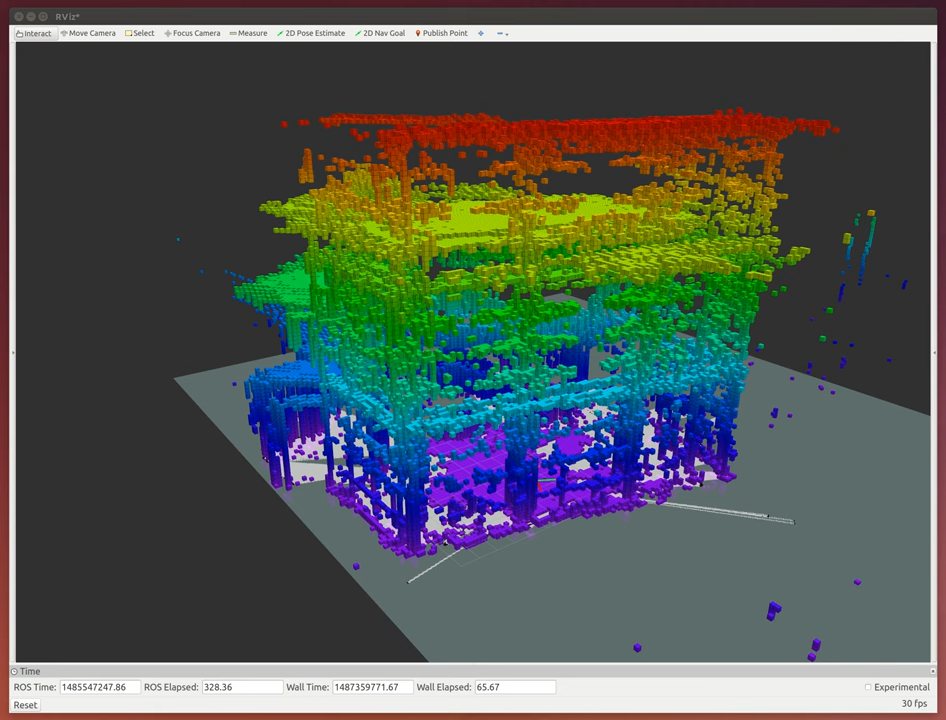 RViz*
Interact Move Camera Select Focus Camera Measure 2D Pose Estimate 2D Nav Goal Publish Point
Time
ROS Time: 1485547247.86 ROS Elapsed: 328.36 Wall Time: 1487359771.67 Wall Elapsed: 65.67 Experimental
Reset 30 fps